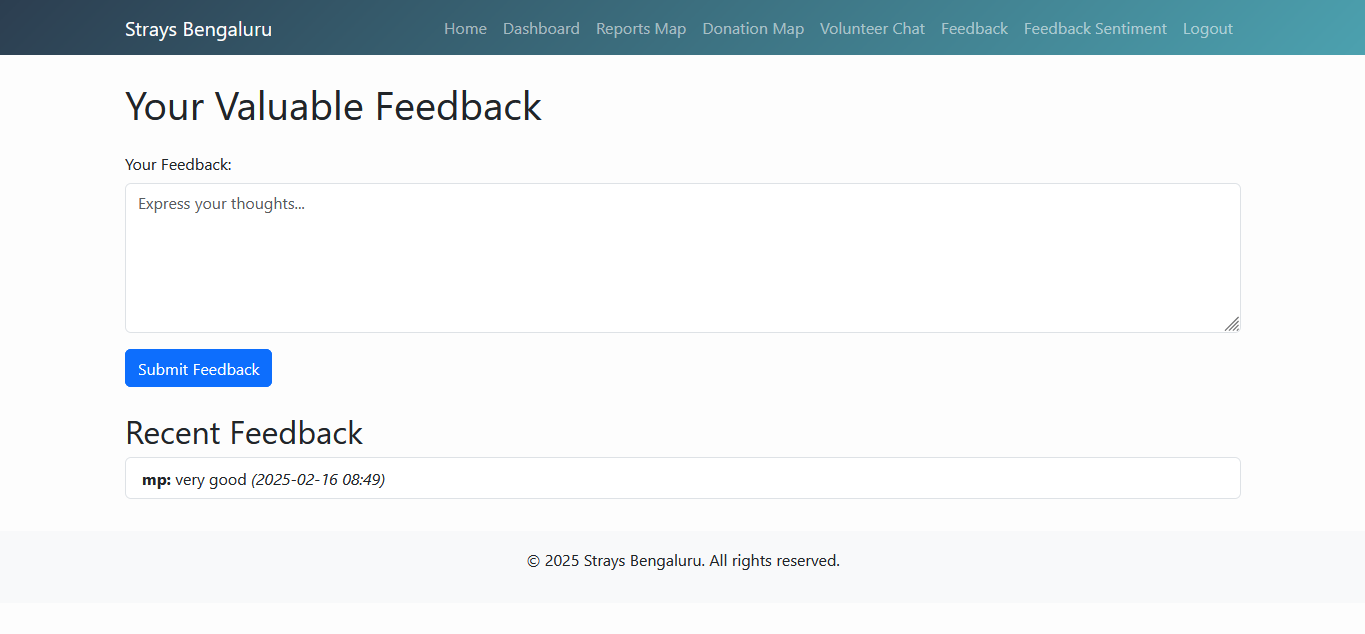 Strays Bengaluru Home Dashboard Reports Map Donation Map Volunteer Chat Feedback Feedback Sentiment Logout
Your Valuable Feedback
Your Feedback:
Express your thoughts...
Submit Feedback
Recent Feedback
mp: very good (2025-02-16 08:49)
© 2025 Strays Bengaluru. All rights reserved.